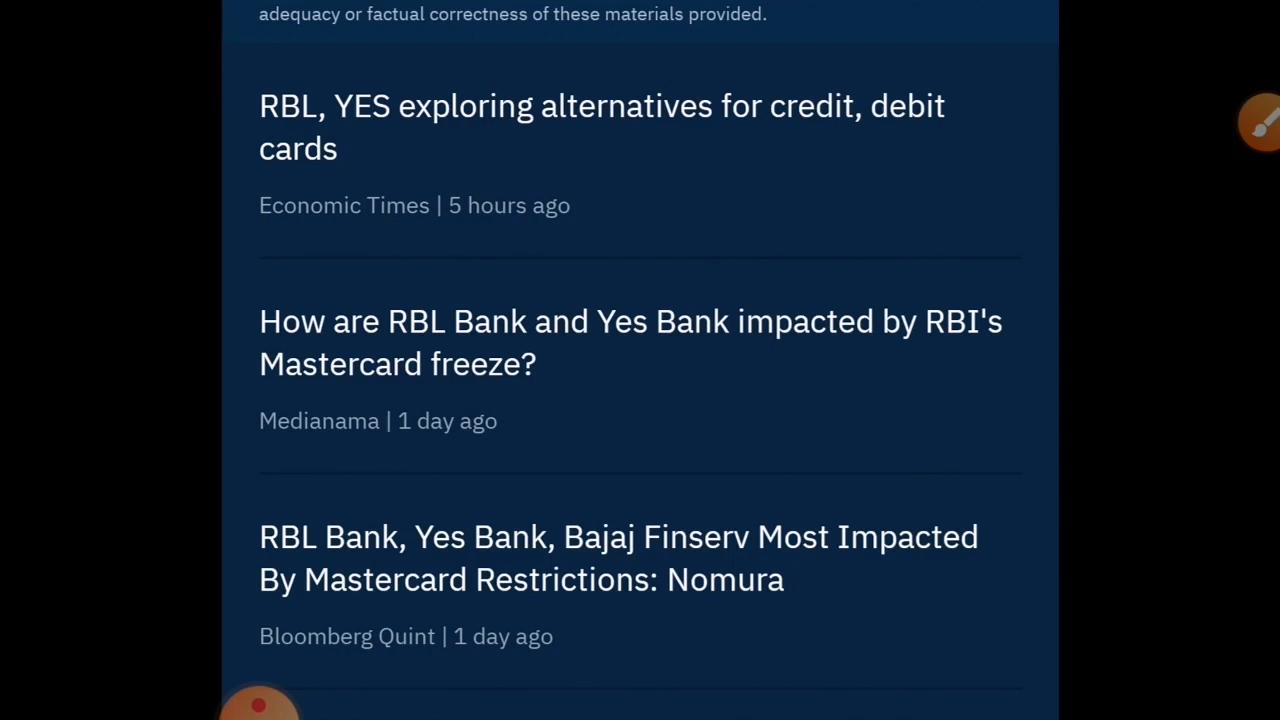 adequacy or factual correctness of these materials provided.
RBL, YES exploring alternatives for credit, debit
cards
Economic Times | 5 hours ago
How are RBL Bank and Yes Bank impacted by RBI's
Mastercard freeze?
Medianama | 1 day ago
RBL Bank, Yes Bank, Bajaj Finserv Most Impacted
By Mastercard Restrictions: Nomura
Bloomberg Quint | 1 day ago